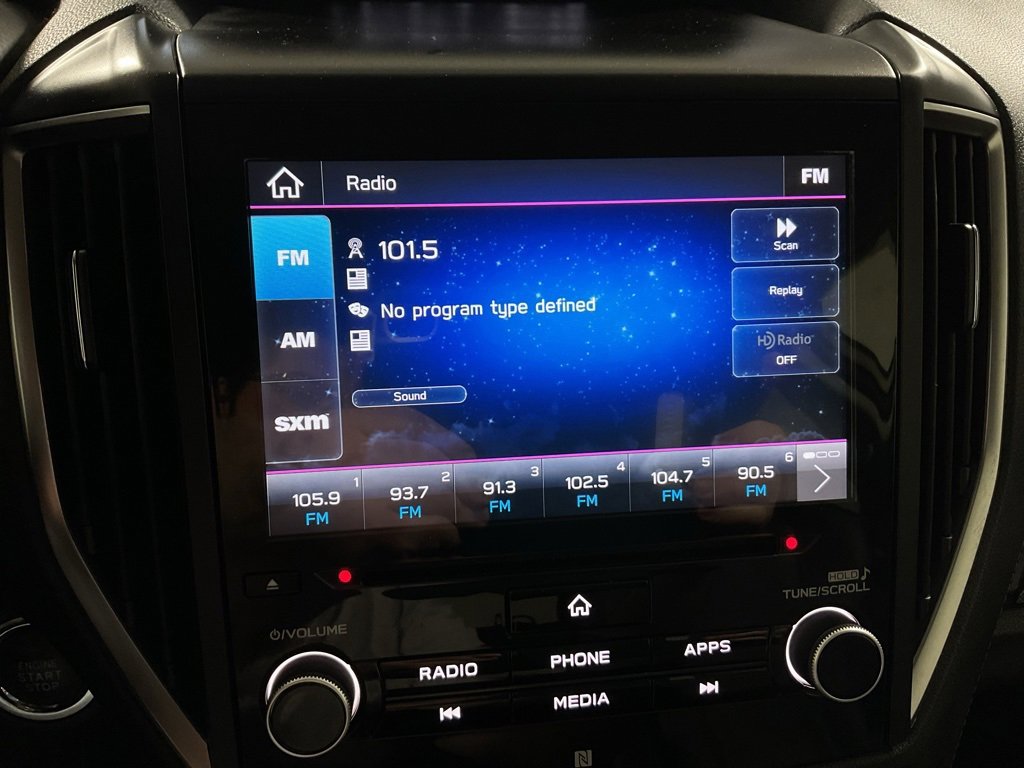 Radio
FM
FM
AM
sxm
101.5
No program type defined
Sound
Scan
Replay
HD Radio
OFF
1
105.9
FM
2
93.7
FM
3
91.3
FM
4
102.5
FM
5
104.7
FM
6
90.5
FM
HOLD
TUNE/SCROLL
/VOLUME
RADIO
PHONE
APPS
MEDIA
ENGINE
START
STOP